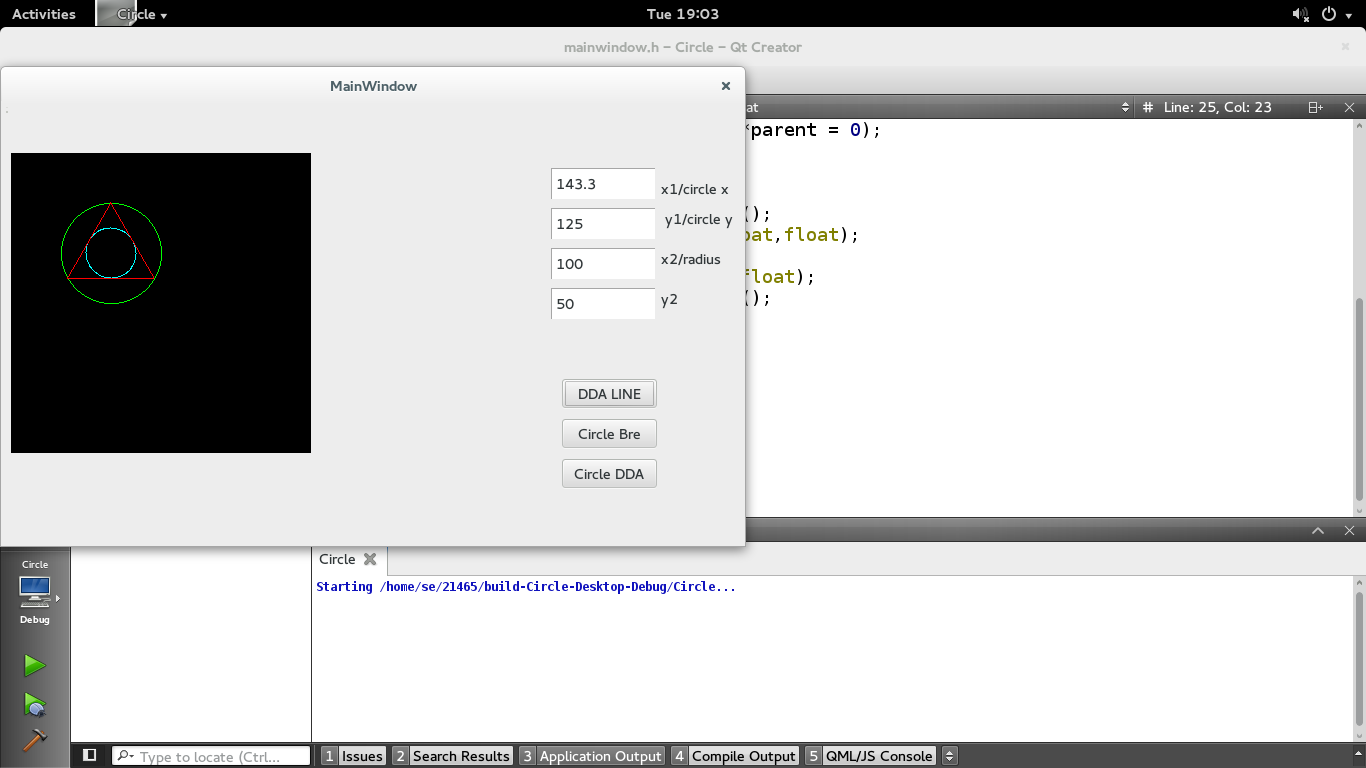 Activities Circle Tue 19:03
mainwindow.h - Circle - Qt Creator
MainWindow
at # Line: 25, Col: 23
*parent = 0);
143.3 x1/circle x
();
125 y1/circle y
oat,float);
100 x2/radius
float);
50 y2
();
DDA LINE
Circle Bre
Circle DDA
Circle
Circle
Starting /home/se/21465/build-Circle-Desktop-Debug/Circle...
Debug
Type to locate (Ctrl... 1 Issues 2 Search Results 3 Application Output 4 Compile Output 5 QML/JS Console